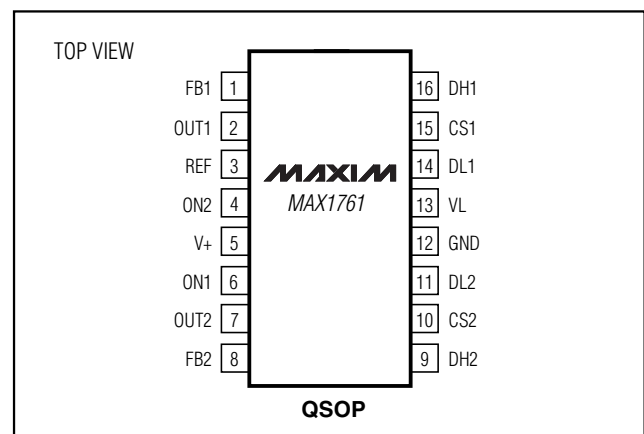 TOP VIEW
FB1 1
OUT1 2
REF 3
ON2 4
V+ 5
ON1 6
OUT2 7
FB2 8
MAXIM
MAX1761
16 DH1
15 CS1
14 DL1
13 VL
12 GND
11 DL2
10 CS2
9 DH2
QSOP